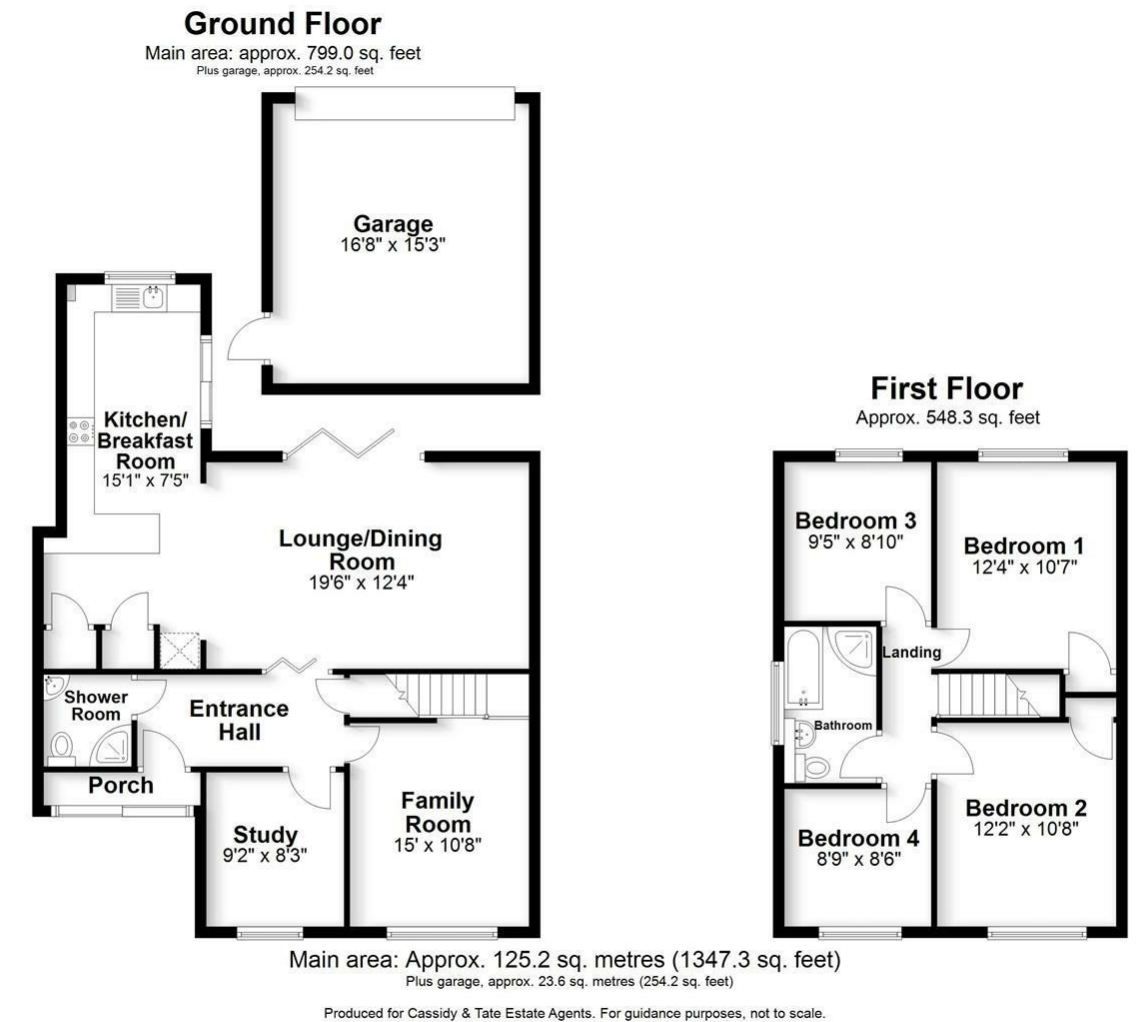 Ground Floor
Main area: approx. 799.0 sq. feet
Plus garage, approx. 254.2 sq. feet
Garage
16'8" x 15'3"
Kitchen/
Breakfast
Room
15'1" x 7'5"
Lounge/Dining
Room
19'6" x 12'4"
Shower
Room
Entrance
Hall
Porch
Study
9'2" x 8'3"
Family
Room
15' x 10'8"
First Floor
Approx. 548.3 sq. feet
Bedroom 3
9'5" x 8'10"
Bedroom 1
12'4" x 10'7"
Landing
Bathroom
Bedroom 2
12'2" x 10'8"
Bedroom 4
8'9" x 8'6"
Main area: Approx. 125.2 sq. metres (1347.3 sq. feet)
Plus garage, approx. 23.6 sq. metres (254.2 sq. feet)
Produced for Cassidy & Tate Estate Agents. For guidance purposes, not to scale.